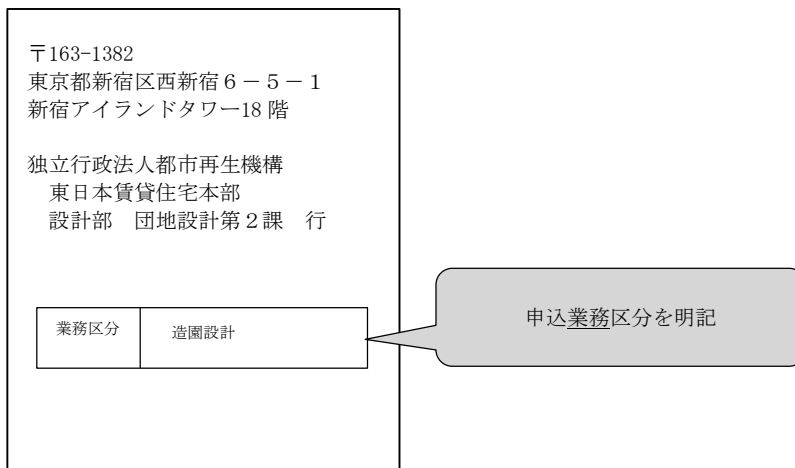 〒163-1382
東京都新宿区西新宿６－５－１
新宿アイランドタワー18 階
独立行政法人都市再生機構
東日本賃貸住宅本部
設計部　団地設計第２課　行
業務区分　造園設計
申込業務区分を明記